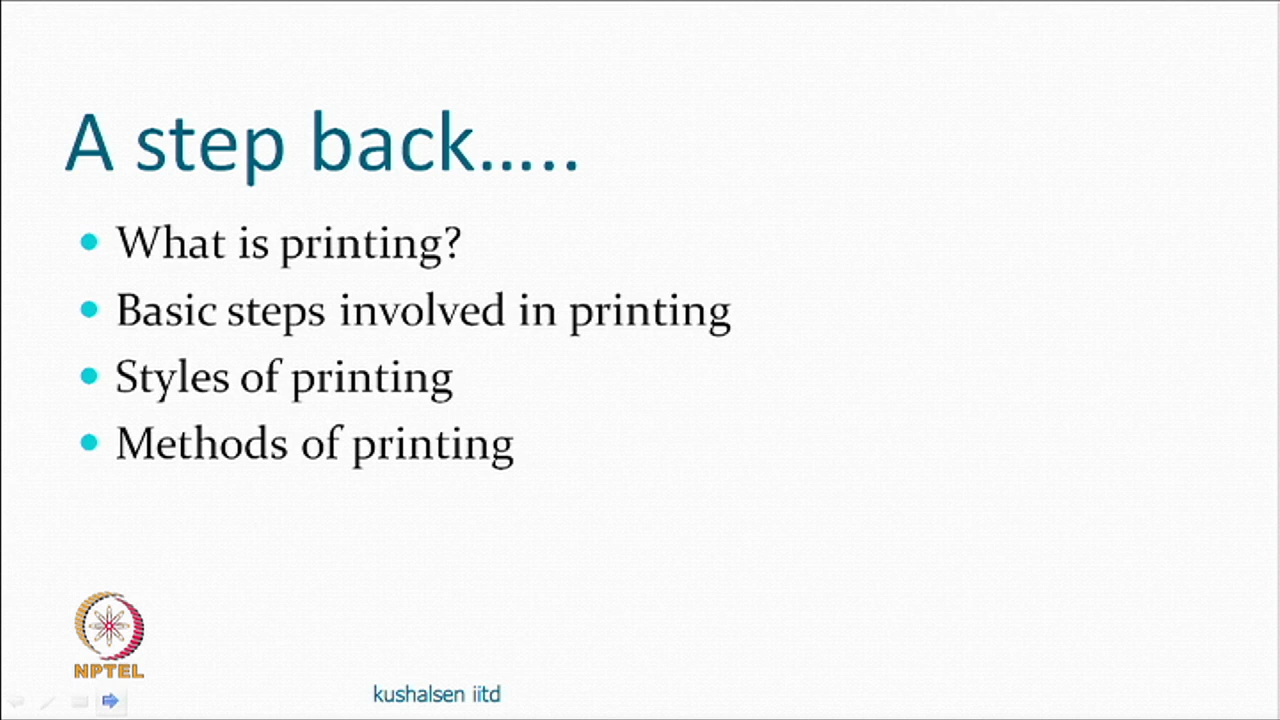 A step back.....
What is printing?
Basic steps involved in printing
Styles of printing
Methods of printing
NPTEL
kushalsen iitd